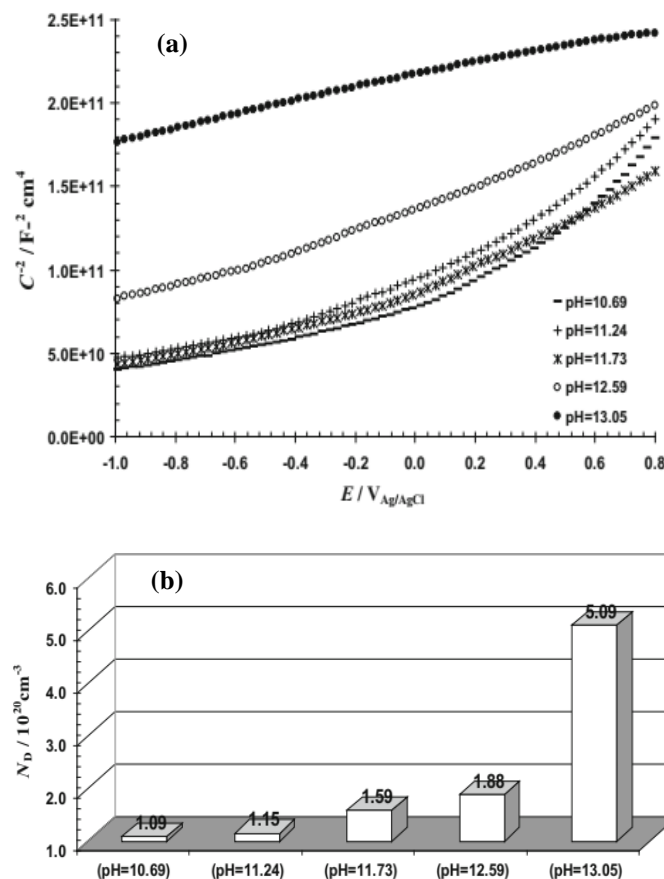 (a)
2.5E+11
2.0E+11
1.5E+11
1.0E+11
5.0E+10
0.0E+00
C⁻² / F-² cm⁴
pH=10.69
pH=11.24
pH=11.73
pH=12.59
pH=13.05
-1.0 -0.8 -0.6 -0.4 -0.2 0.0 0.2 0.4 0.6 0.8
E / V Ag/AgCl
(b)
6.0
5.0
4.0
3.0
2.0
1.0
N_D / 10²⁰cm⁻³
1.09 1.15 1.59 1.88 5.09
(pH=10.69) (pH=11.24) (pH=11.73) (pH=12.59) (pH=13.05)